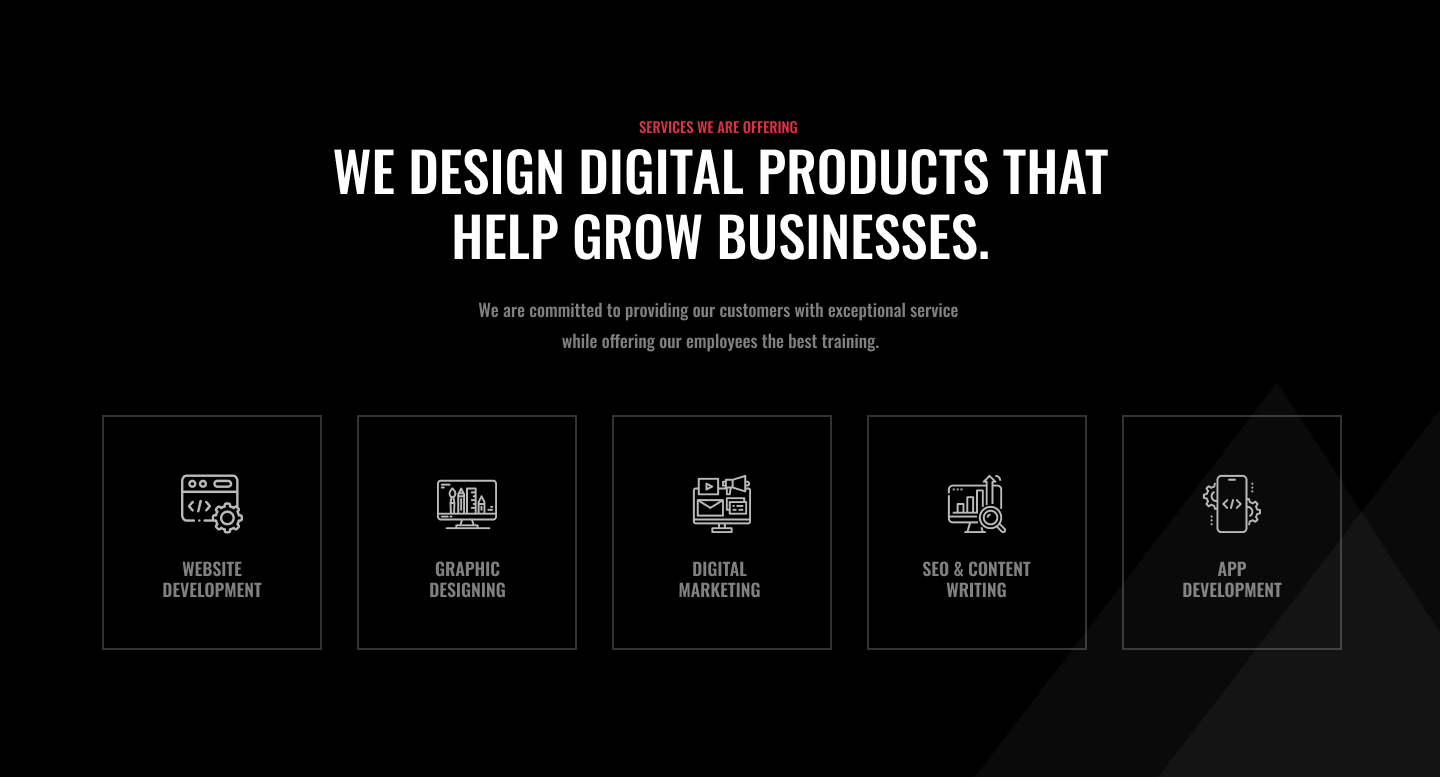 SERVICES WE ARE OFFERING
WE DESIGN DIGITAL PRODUCTS THAT
HELP GROW BUSINESSES.
We are committed to providing our customers with exceptional service
while offering our employees the best training.
WEBSITE
DEVELOPMENT
GRAPHIC
DESIGNING
DIGITAL
MARKETING
SEO & CONTENT
WRITING
APP
DEVELOPMENT